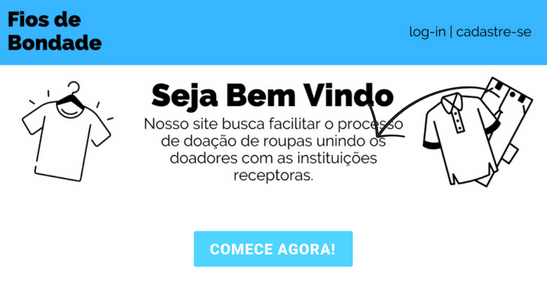 Fios de
Bondade
log-in | cadastre-se
Seja Bem Vindo
Nosso site busca facilitar o processo
de doação de roupas unindo os
doadores com as instituições
receptoras.
COMECE AGORA!